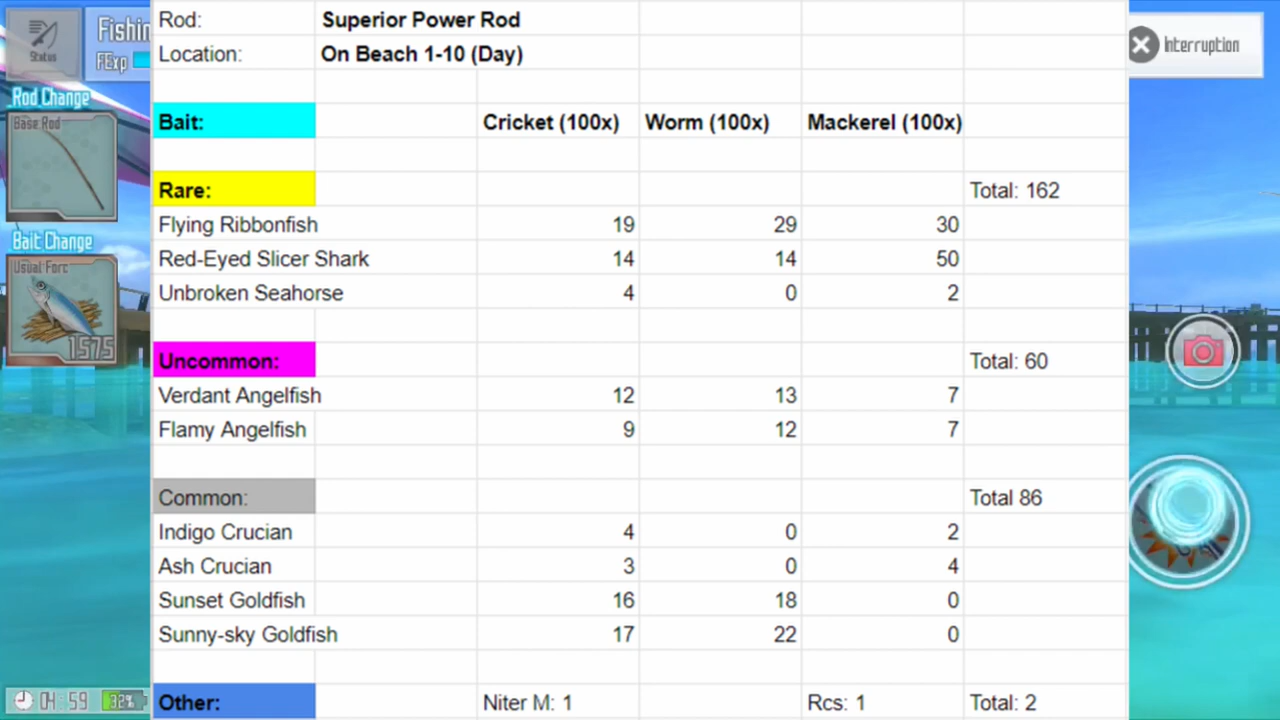 Status
Fishin
FExp
Rod Change
Base Rod
Bait Change
Usual Forc
1575
04:59
32%
Interruption
Rod: Superior Power Rod
Location: On Beach 1-10 (Day)
Bait: Cricket (100x) Worm (100x) Mackerel (100x)
Rare: Total: 162
Flying Ribbonfish 19 29 30
Red-Eyed Slicer Shark 14 14 50
Unbroken Seahorse 4 0 2
Uncommon: Total: 60
Verdant Angelfish 12 13 7
Flamy Angelfish 9 12 7
Common: Total 86
Indigo Crucian 4 0 2
Ash Crucian 3 0 4
Sunset Goldfish 16 18 0
Sunny-sky Goldfish 17 22 0
Other: Niter M: 1 Rcs: 1 Total: 2